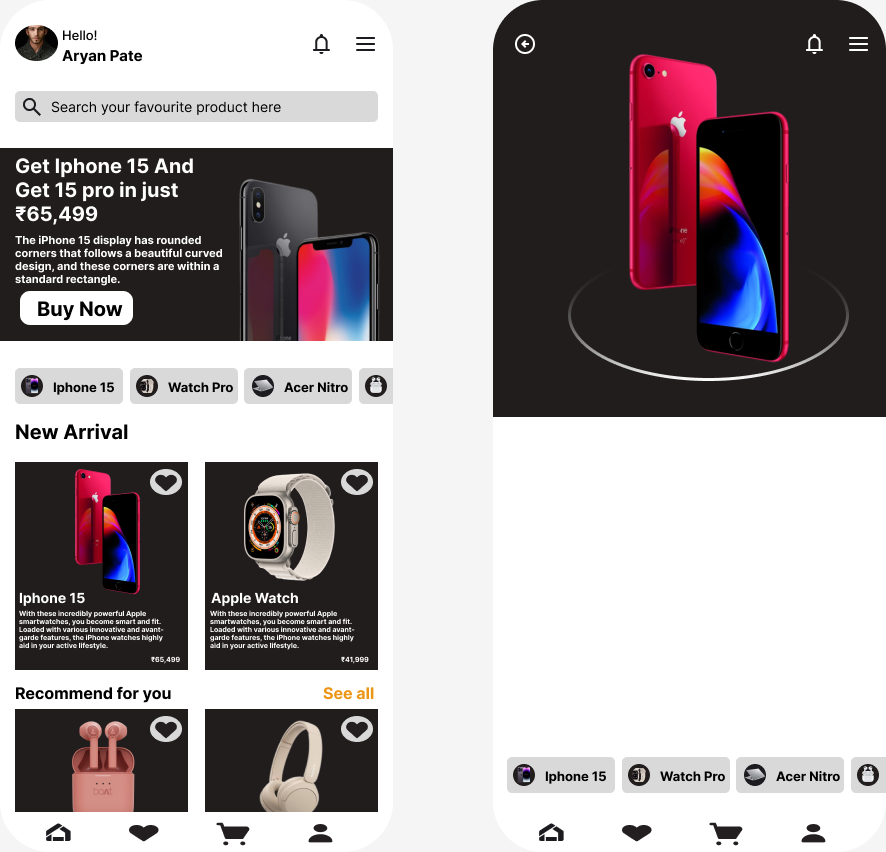 Hello!
Aryan Pate
Search your favourite product here
Get Iphone 15 And
Get 15 pro in just
₹65,499
The iPhone 15 display has rounded
corners that follows a beautiful curved
design, and these corners are within a
standard rectangle.
Buy Now
Iphone 15
Watch Pro
Acer Nitro
New Arrival
Iphone 15
With these incredibly powerful Apple
smartwatches, you become smart and fit.
Loaded with various innovative and avant-
garde features, the iPhone watches highly
aid in your active lifestyle.
₹65,499
Apple Watch
With these incredibly powerful Apple
smartwatches, you become smart and fit.
Loaded with various innovative and avant-
garde features, the iPhone watches highly
aid in your active lifestyle.
₹41,999
Recommend for you
See all
boAt
Iphone 15
Watch Pro
Acer Nitro